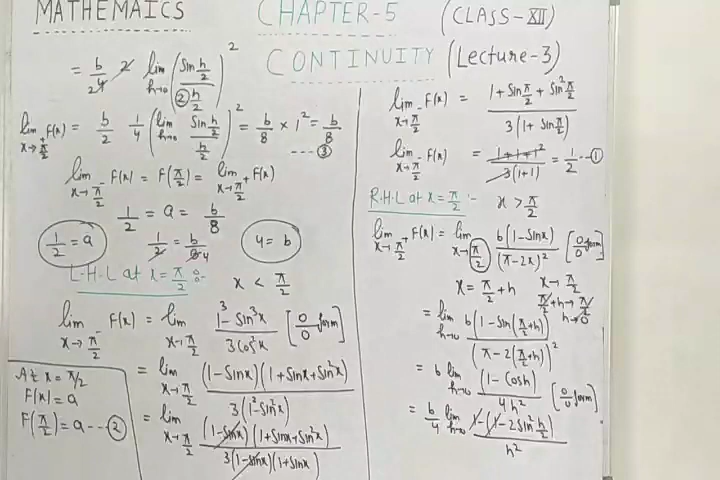 MATHEMAICS CHAPTER-5 (CLASS-XII)
CONTINUITY (Lecture-3)
L.H.L at x = π/2 :- x < π/2
lim x→π/2⁻ F(x) = lim x→π/2 (1³ - Sin³x)/(3Cos²x) [0/0 form]
= lim x→π/2 (1-Sinx)(1+Sinx+Sin²x)/3(1²-Sin²x)
= lim x→π/2 (1-Sinx)(1+Sinx+Sin²x)/3(1-Sinx)(1+Sinx)
lim x→π/2⁻ F(x) = (1+Sin π/2 + Sin² π/2)/3(1+Sin π/2)
lim x→π/2⁻ F(x) = (1+1+1²)/3(1+1) = 1/2 --- ①
R.H.L at x = π/2 :- x > π/2
lim x→π/2⁺ F(x) = lim x→π/2 b(1-Sinx)/(π-2x)² [0/0 form]
x = π/2 + h x→π/2
π/2 + h → π/2
h→0
= lim h→0 b(1-Sin(π/2+h))/(π-2(π/2+h))²
= b lim h→0 (1-Cosh)/4h² [0/0 form]
= b/4 lim h→0 1-(1-2Sin² h/2)/h²
= b/2⁴ 2 lim h→0 (Sin h/2 / ② h/2)²
lim x→π/2⁺ F(x) = b/2 1/4 (lim h→0 Sin h/2 / h/2)² = b/8 × 1² = b/8
---- ③
At x = π/2
F(x) = a
F(π/2) = a --- ②
lim x→π/2⁻ F(x) = F(π/2) = lim x→π/2⁺ F(x)
1/2 = a = b/8
1/2 = a 1/2 = b/8 4 4 = b